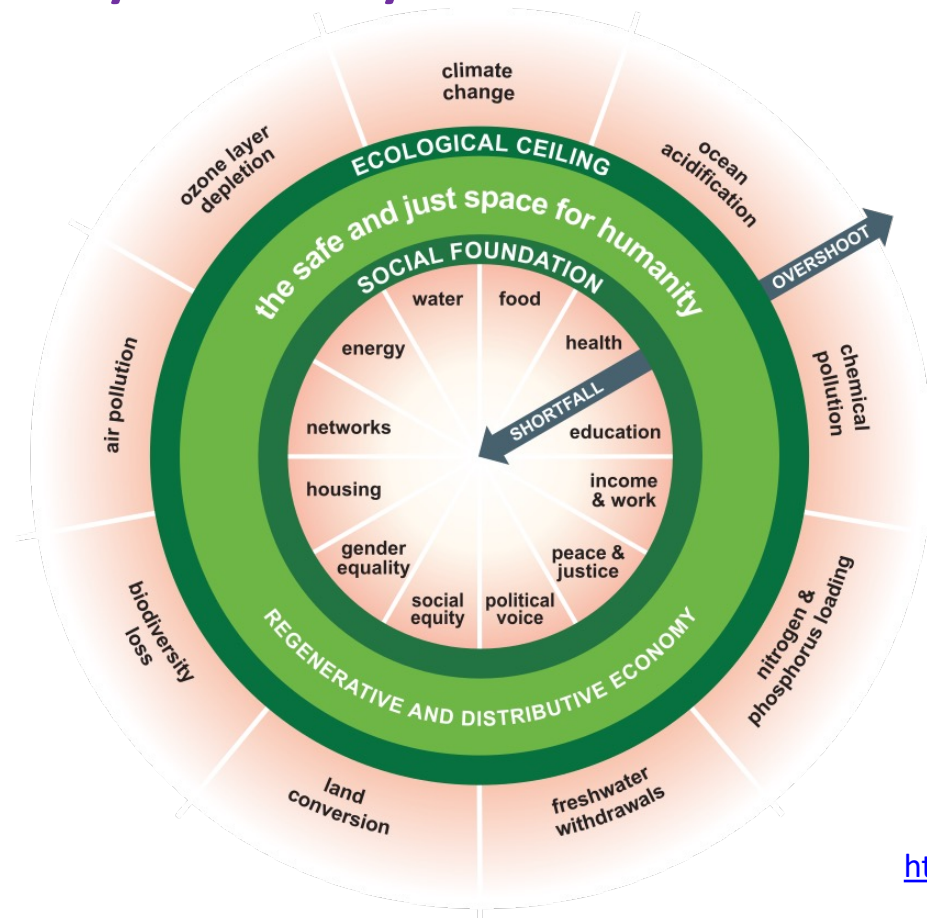 climate
change
ocean
acidification
OVERSHOOT
chemical
pollution
nitrogen &
phosphorus loading
freshwater
withdrawals
land
conversion
biodiversity
loss
air pollution
ozone layer
depletion
ECOLOGICAL CEILING
the safe and just space for humanity
SOCIAL FOUNDATION
water
food
energy
health
SHORTFALL
networks
education
housing
income
& work
gender
equality
peace &
justice
social
equity
political
voice
REGENERATIVE AND DISTRIBUTIVE ECONOMY
ht